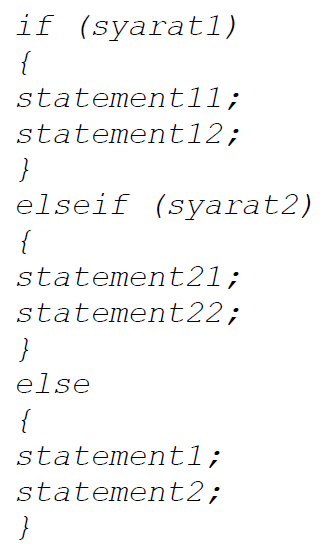 if (syarat1)
{
statement11;
statement12;
}
elseif (syarat2)
{
statement21;
statement22;
}
else
{
statement1;
statement2;
}